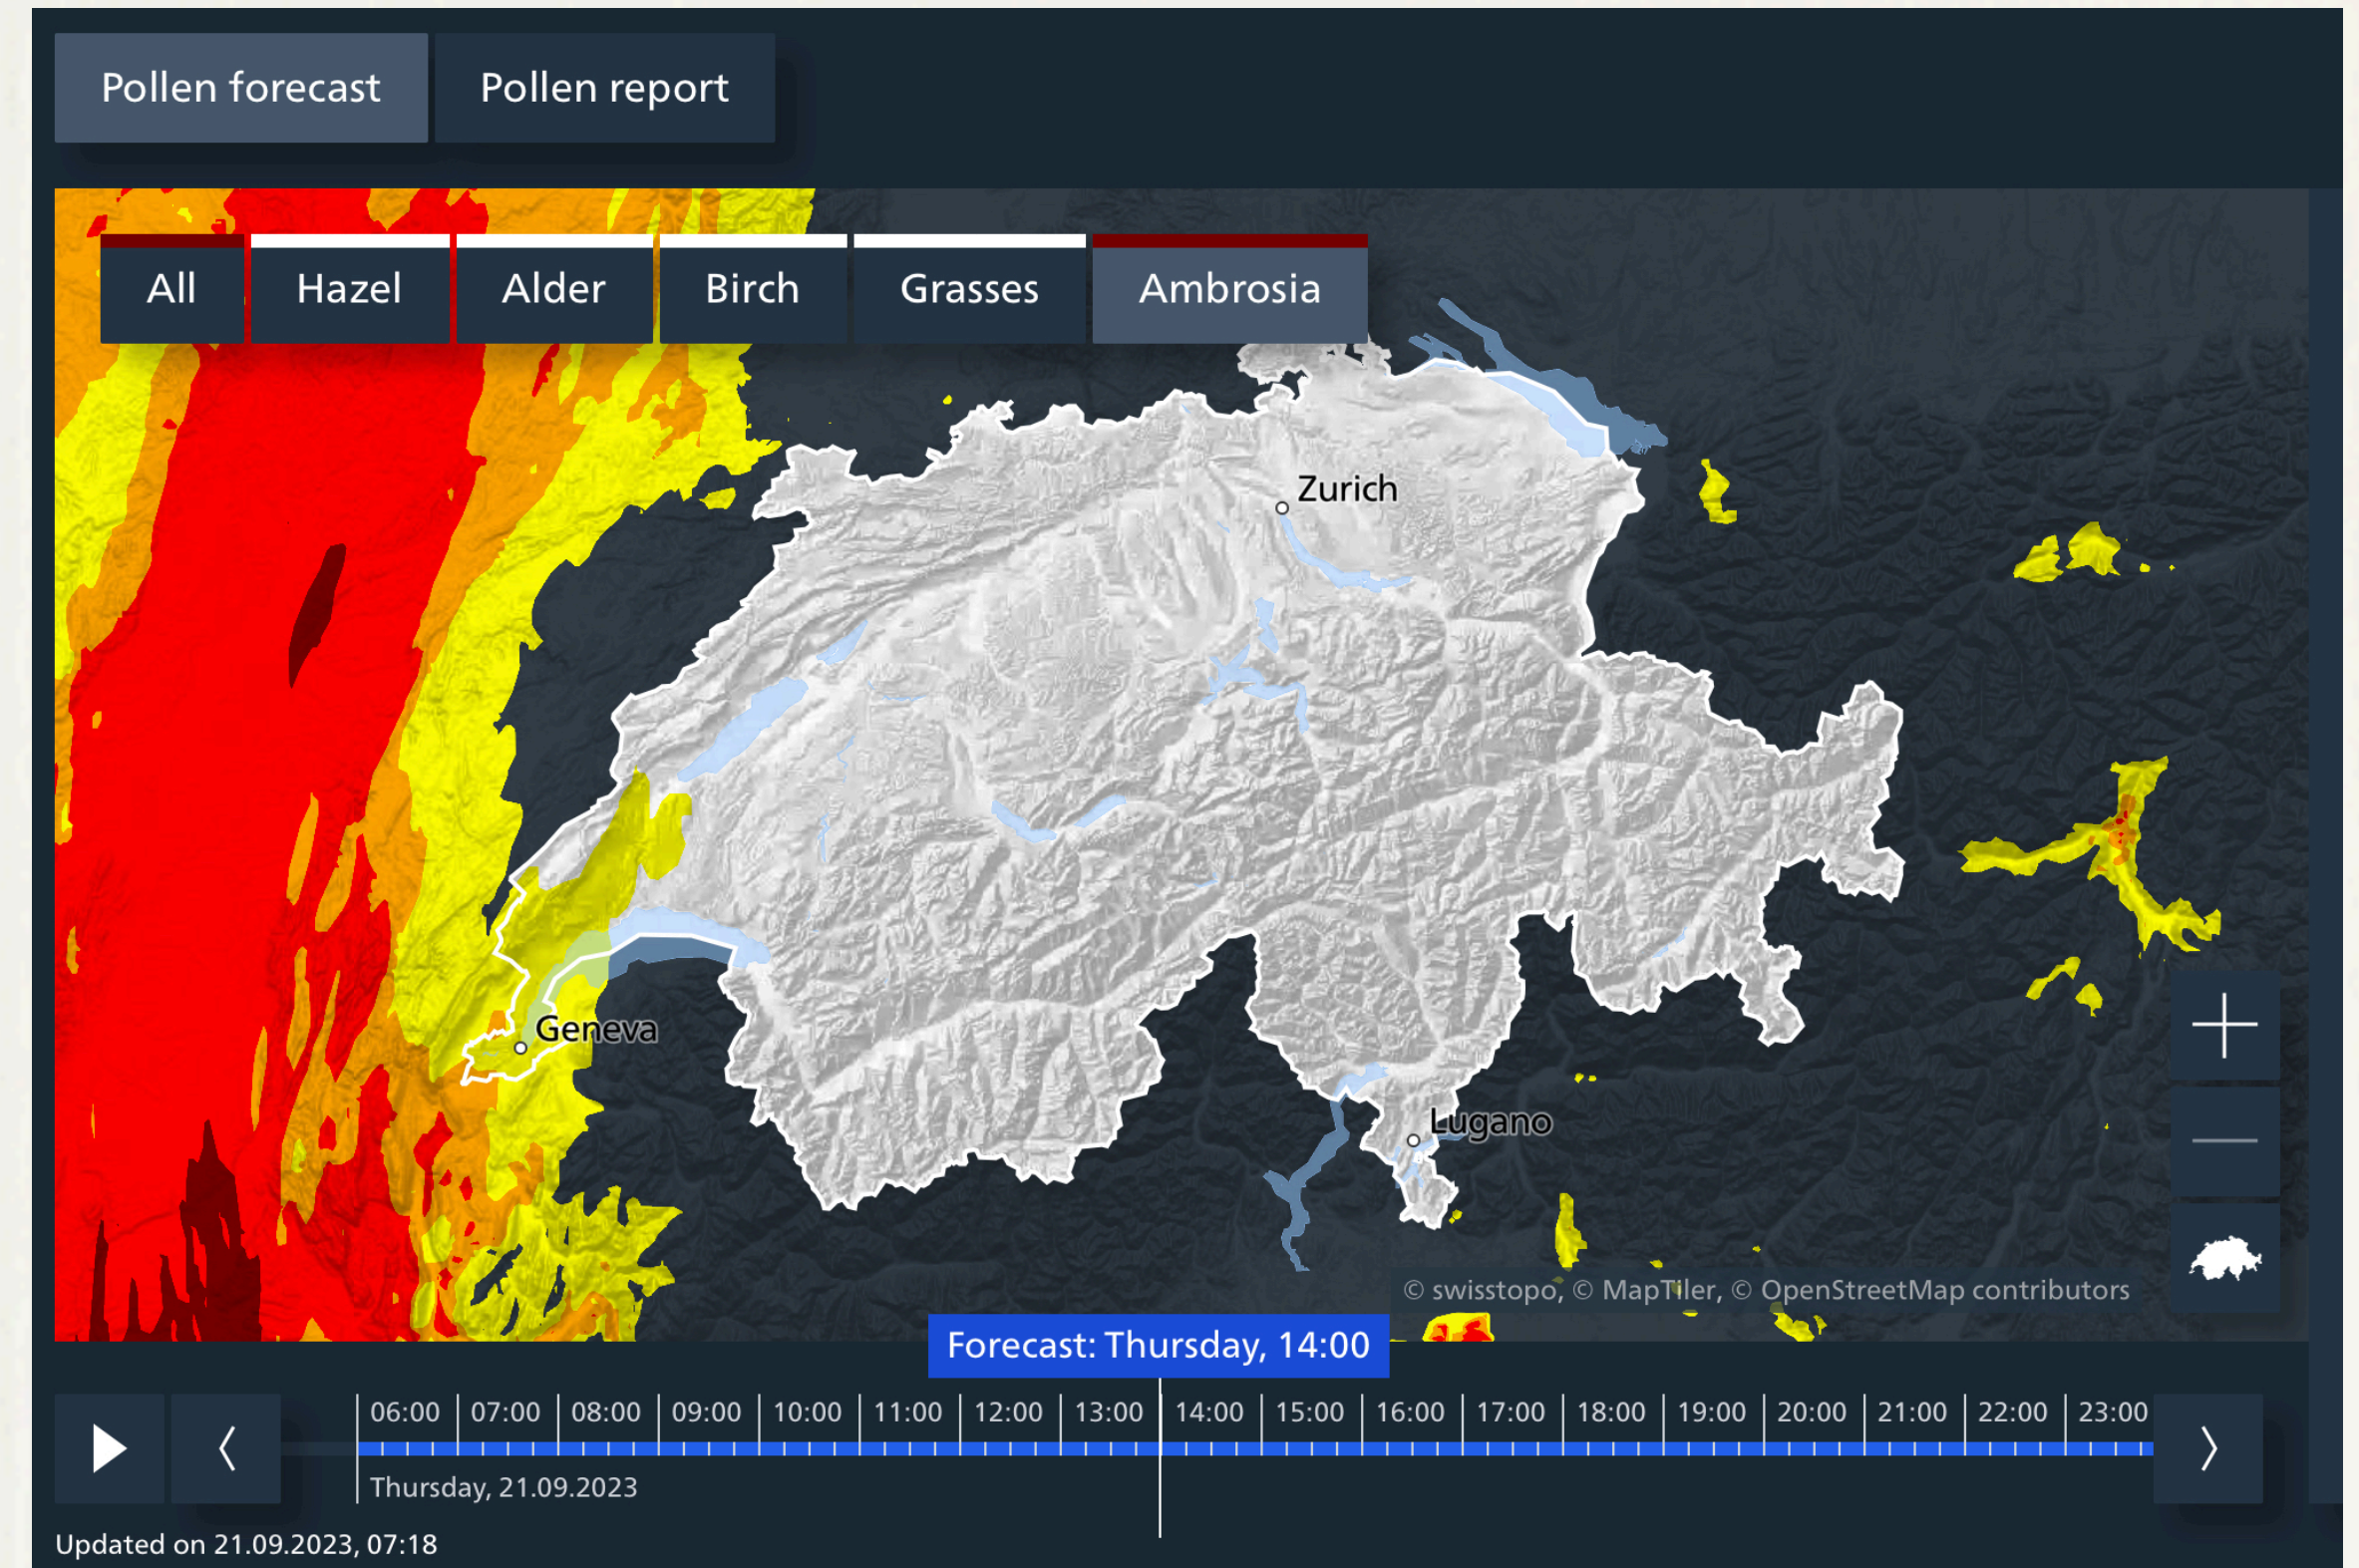 Pollen forecast
Pollen report
All
Hazel
Alder
Birch
Grasses
Ambrosia
Zurich
Geneva
Lugano
© swisstopo, © MapTiler, © OpenStreetMap contributors
Forecast: Thursday, 14:00
06:00 07:00 08:00 09:00 10:00 11:00 12:00 13:00 14:00 15:00 16:00 17:00 18:00 19:00 20:00 21:00 22:00 23:00
Thursday, 21.09.2023
Updated on 21.09.2023, 07:18